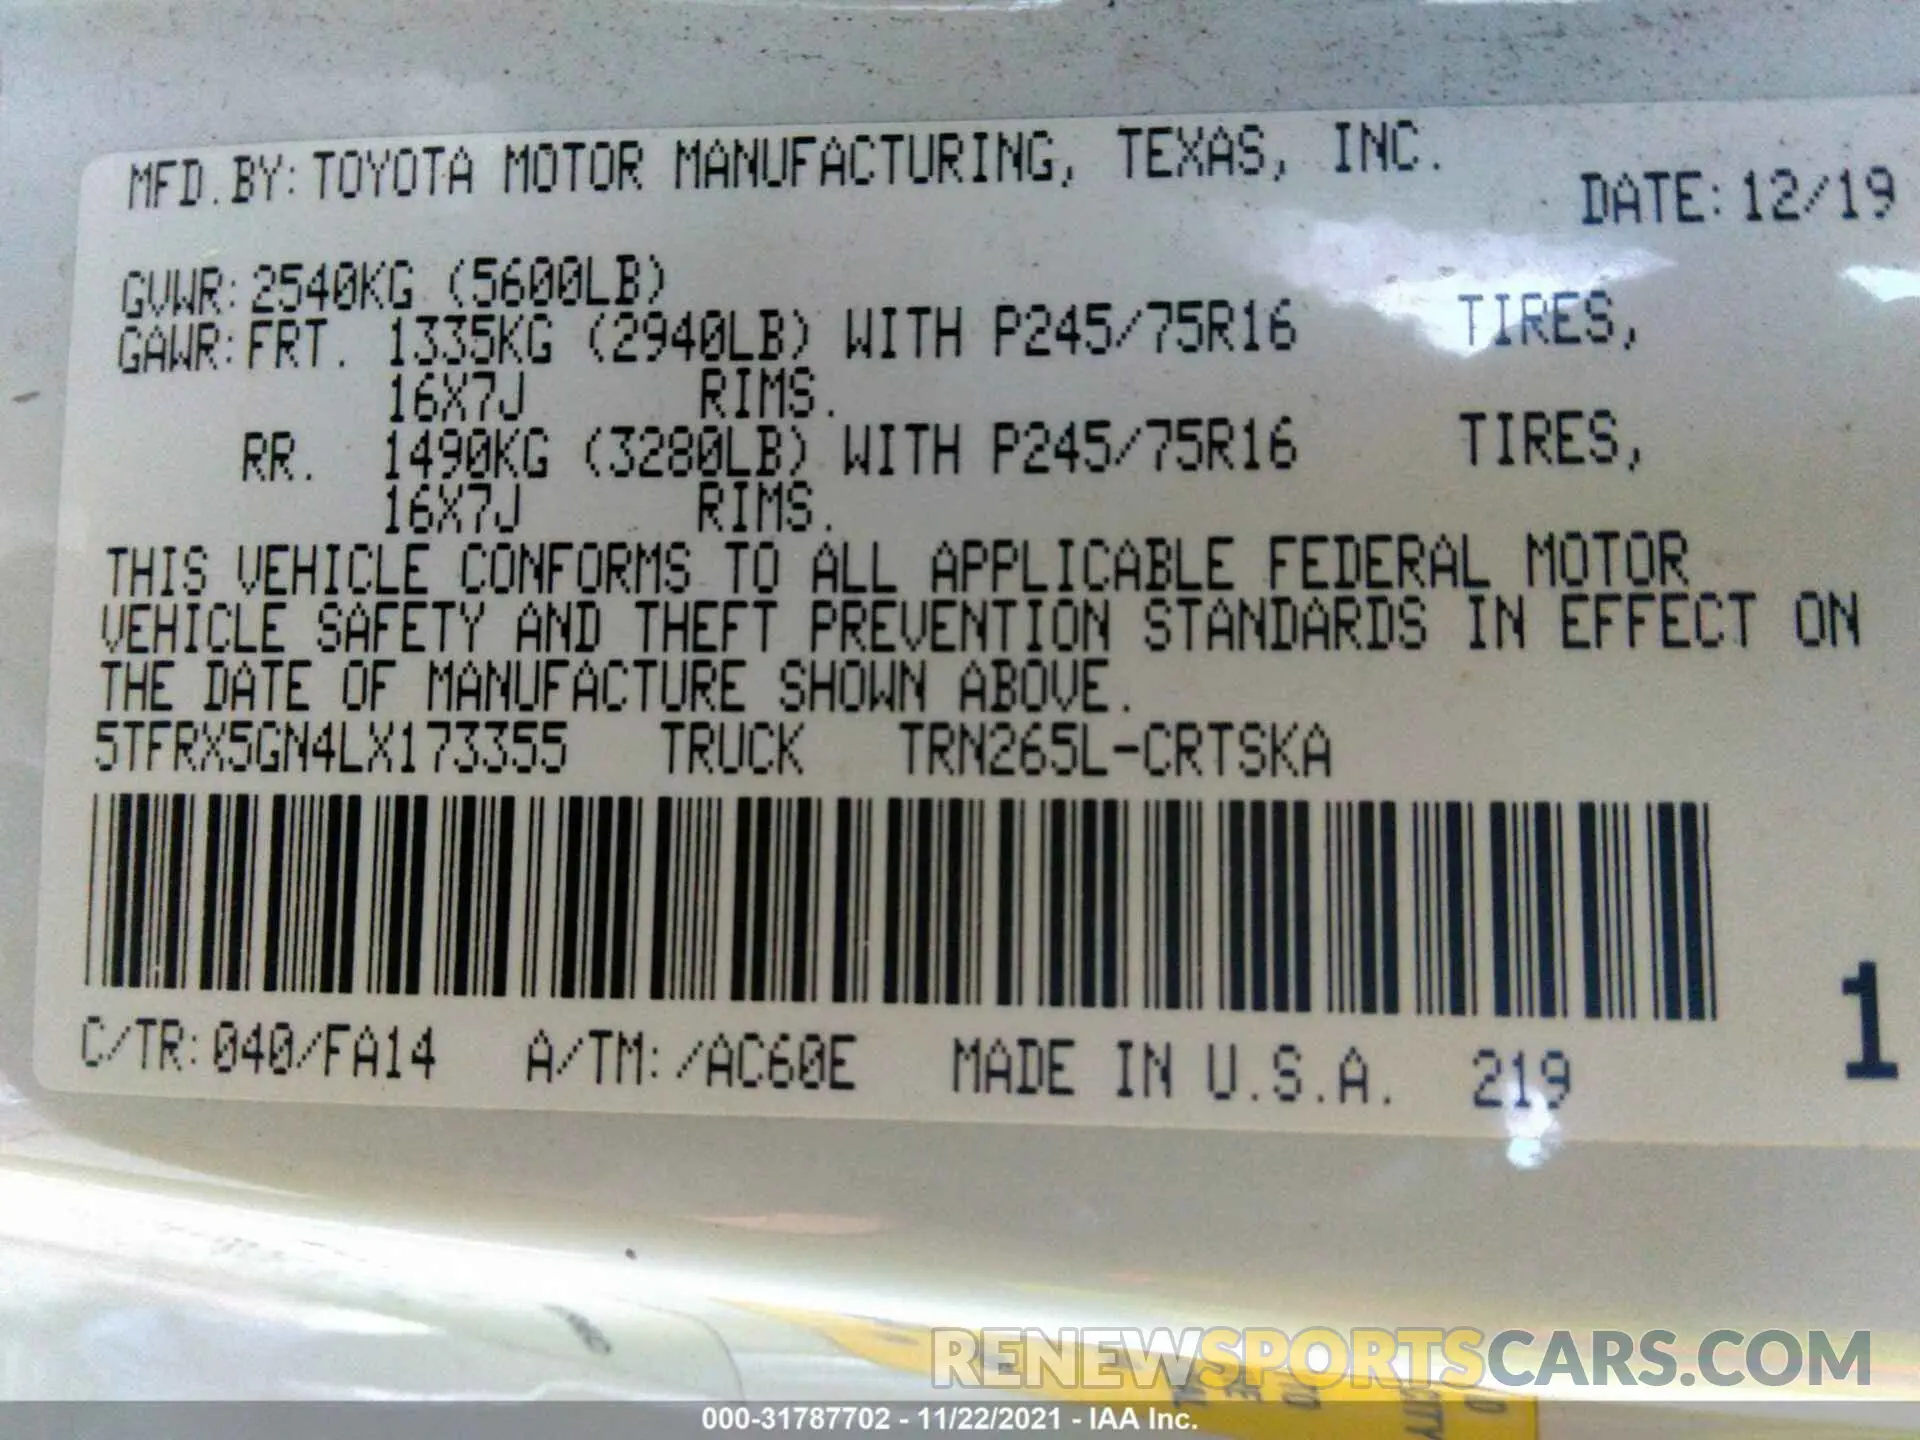 MFD.BY:TOYOTA MOTOR MANUFACTURING, TEXAS, INC.
DATE:12/19
GVWR:2540KG (5600LB)
GAWR:FRT. 1335KG (2940LB) WITH P245/75R16 TIRES,
16X7J RIMS.
RR. 1490KG (3280LB) WITH P245/75R16 TIRES,
16X7J RIMS.
THIS VEHICLE CONFORMS TO ALL APPLICABLE FEDERAL MOTOR
VEHICLE SAFETY AND THEFT PREVENTION STANDARDS IN EFFECT ON
THE DATE OF MANUFACTURE SHOWN ABOVE.
5TFRX5GN4LX173355 TRUCK TRN265L-CRTSKA
C/TR:040/FA14 A/TM:/AC60E MADE IN U.S.A. 219
1
RENEWSPORTSCARS.COM
000-31787702 - 11/22/2021 - IAA Inc.